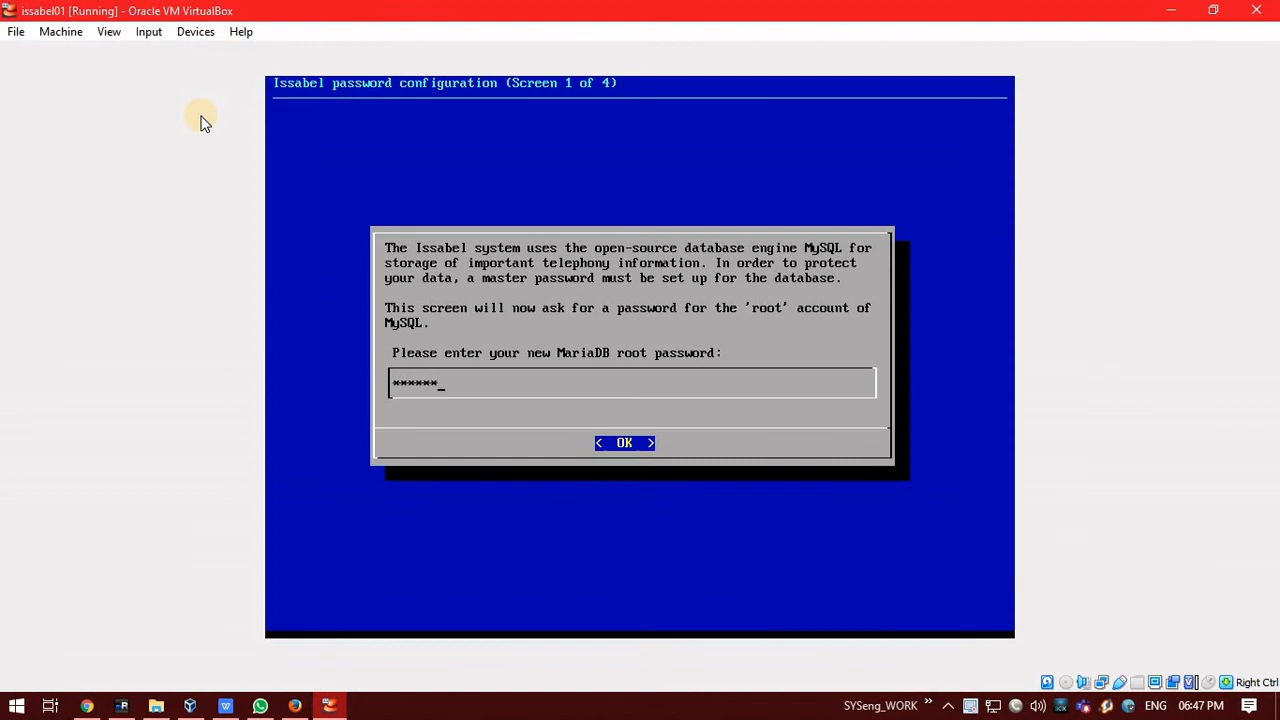 issabel01 [Running] - Oracle VM VirtualBox
File Machine View Input Devices Help
Issabel password configuration (Screen 1 of 4)
The Issabel system uses the open-source database engine MySQL for
storage of important telephony information. In order to protect
your data, a master password must be set up for the database.
This screen will now ask for a password for the 'root' account of
MySQL.
Please enter your new MariaDB root password:
******_
< OK >
Right Ctrl
SYSeng_WORK » ENG 06:47 PM